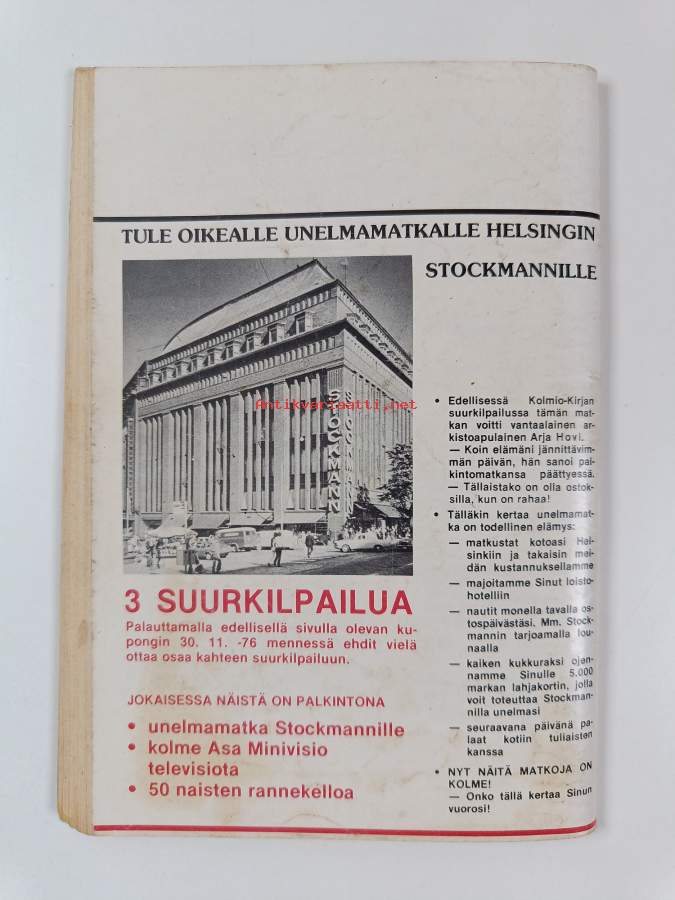 TULE OIKEALLE UNELMAMATKALLE HELSINGIN
STOCKMANNILLE
STOCKMANN
STOCKMANN
Antikvariaatti.net
3 SUURKILPAILUA
Palauttamalla edellisellä sivulla olevan ku-
pongin 30. 11. -76 mennessä ehdit vielä
ottaa osaa kahteen suurkilpailuun.
JOKAISESSA NÄISTÄ ON PALKINTONA
• unelmamatka Stockmannille
• kolme Asa Minivisio
televisiota
• 50 naisten rannekelloa
• Edellisessä Kolmio-Kirjan
suurkilpailussa tämän mat-
kan voitti vantaalainen ar-
kistoapulainen Arja Hovi.
— Koin elämäni jännittävim-
män päivän, hän sanoi pal-
kintomatkansa päättyessä.
— Tällaistako on olla ostok-
silla, kun on rahaa!
• Tälläkin kertaa unelmamat-
ka on todellinen elämys:
— matkustat kotoasi Hel-
sinkiin ja takaisin mei-
dän kustannuksellamme
— majoitamme Sinut loisto-
hotelliin
— nautit monella tavalla os-
tospäivästäsi. Mm. Stock-
mannin tarjoamalla lou-
naalla
— kaiken kukkuraksi ojen-
namme Sinulle 5.000
markan lahjakortin, jolla
voit toteuttaa Stockman-
nilla unelmasi
— seuraavana päivänä pa-
laat kotiin tuliaisten
kanssa
• NYT NÄITÄ MATKOJA ON
KOLME!
— Onko tällä kertaa Sinun
vuorosi!